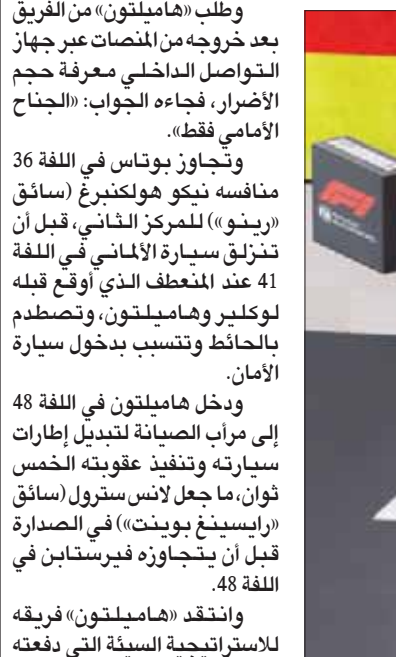 وطلب «هاميلتون» من الفريق
بعد خروجه من المنصات عبر جهاز
التواصل الداخلي معرفة حجم
الأضرار، فجاءه الجواب: «الجناح
الأمامي فقط».
وتجاوز بوتاس في اللفة 36
منافسه نيكو هولكنبرغ (سائق
«رينو») للمركز الثاني، قبل أن
تنزلق سيارة الألماني في اللفة
41 عند المنعطف الذي أوقع قبله
لوكلير وهاميلتون، وتصطدم
بالحائط وتتسبب بدخول سيارة
الأمان.
ودخل هاميلتون في اللفة 48
إلى مرأب الصيانة لتبديل إطارات
سيارته وتنفيذ عقوبته الخمس
ثوان، ما جعل لانس سترول (سائق
«رايسينغ بوينت») في الصدارة
قبل أن يتجاوزه فيرستابن في
اللفة 48.
وانتقد «هاميلتون» فريقه
للاستراتيجية السيئة التي دفعته
F1